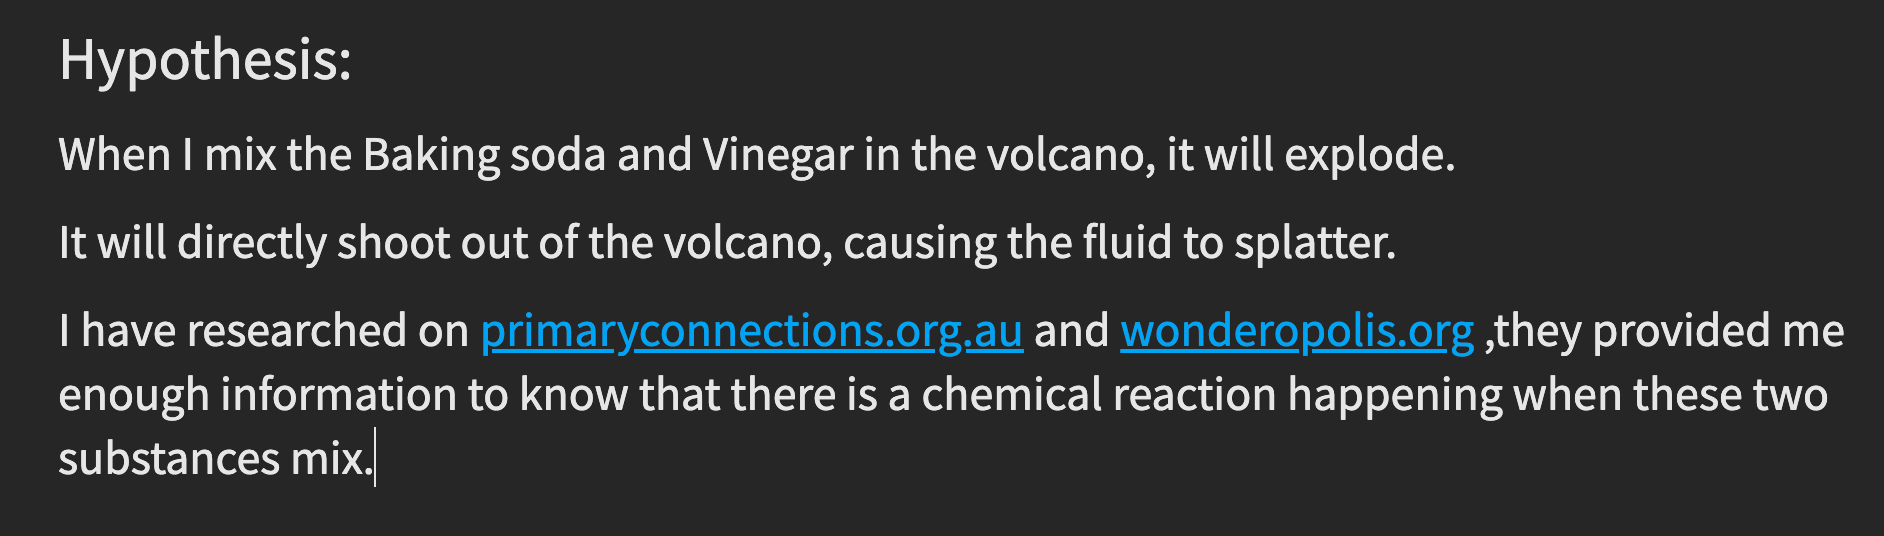 Hypothesis:
When I mix the Baking soda and Vinegar in the volcano, it will explode.
It will directly shoot out of the volcano, causing the fluid to splatter.
I have researched on primaryconnections.org.au and wonderopolis.org ,they provided me
enough information to know that there is a chemical reaction happening when these two
substances mix.